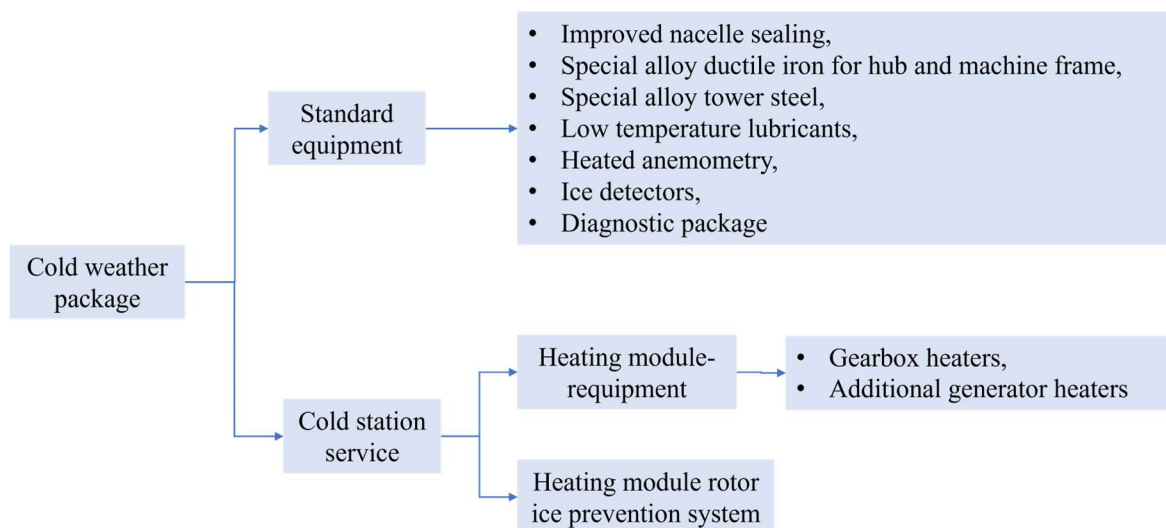 • Improved nacelle sealing,
• Special alloy ductile iron for hub and machine frame,
• Special alloy tower steel,
• Low temperature lubricants,
• Heated anemometry,
• Ice detectors,
• Diagnostic package
Standard
equipment
Cold weather
package
Heating module-
requipment
• Gearbox heaters,
• Additional generator heaters
Cold station
service
Heating module rotor
ice prevention system